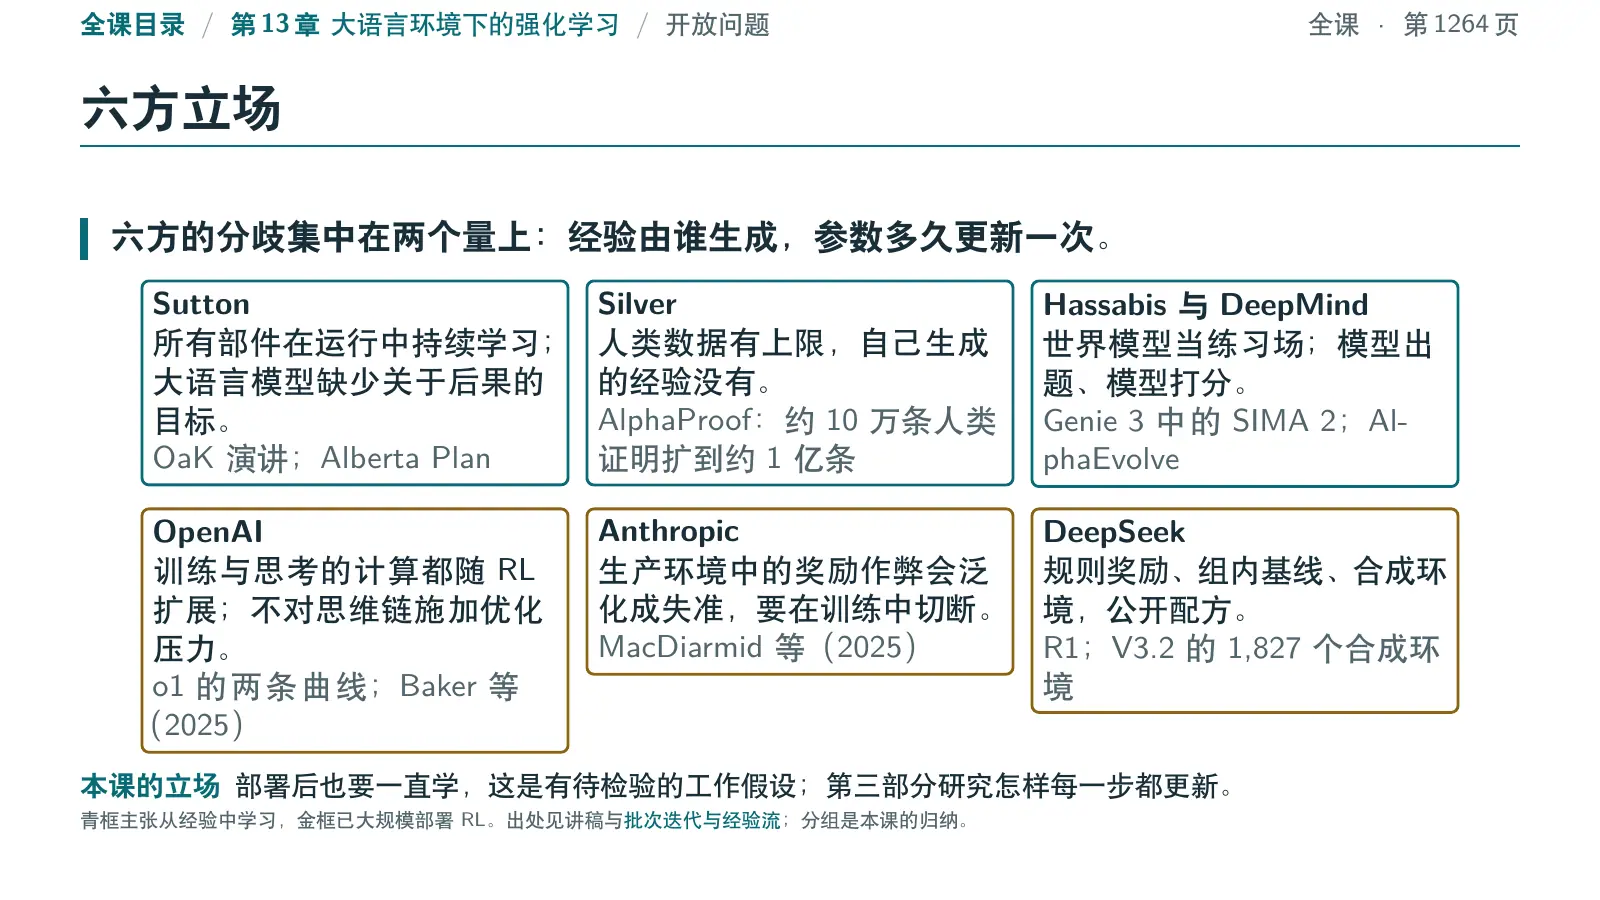 全课目录 / 第 13 章 大语言环境下的强化学习 / 开放问题
全课 · 第 1264 页
六方立场
六方的分歧集中在两个量上：经验由谁生成，参数多久更新一次。
Sutton
所有部件在运行中持续学习；
大语言模型缺少关于后果的
目标。
OaK 演讲；Alberta Plan
Silver
人类数据有上限，自己生成
的经验没有。
AlphaProof：约 10 万条人类
证明扩到约 1 亿条
Hassabis 与 DeepMind
世界模型当练习场；模型出
题、模型打分。
Genie 3 中的 SIMA 2；Al-
phaEvolve
OpenAI
训练与思考的计算都随 RL
扩展；不对思维链施加优化
压力。
o1 的两条曲线；Baker 等
（2025）
Anthropic
生产环境中的奖励作弊会泛
化成失准，要在训练中切断。
MacDiarmid 等（2025）
DeepSeek
规则奖励、组内基线、合成环
境，公开配方。
R1；V3.2 的 1,827 个合成环
境
本课的立场 部署后也要一直学，这是有待检验的工作假设；第三部分研究怎样每一步都更新。
青框主张从经验中学习，金框已大规模部署 RL。出处见讲稿与批次迭代与经验流；分组是本课的归纳。